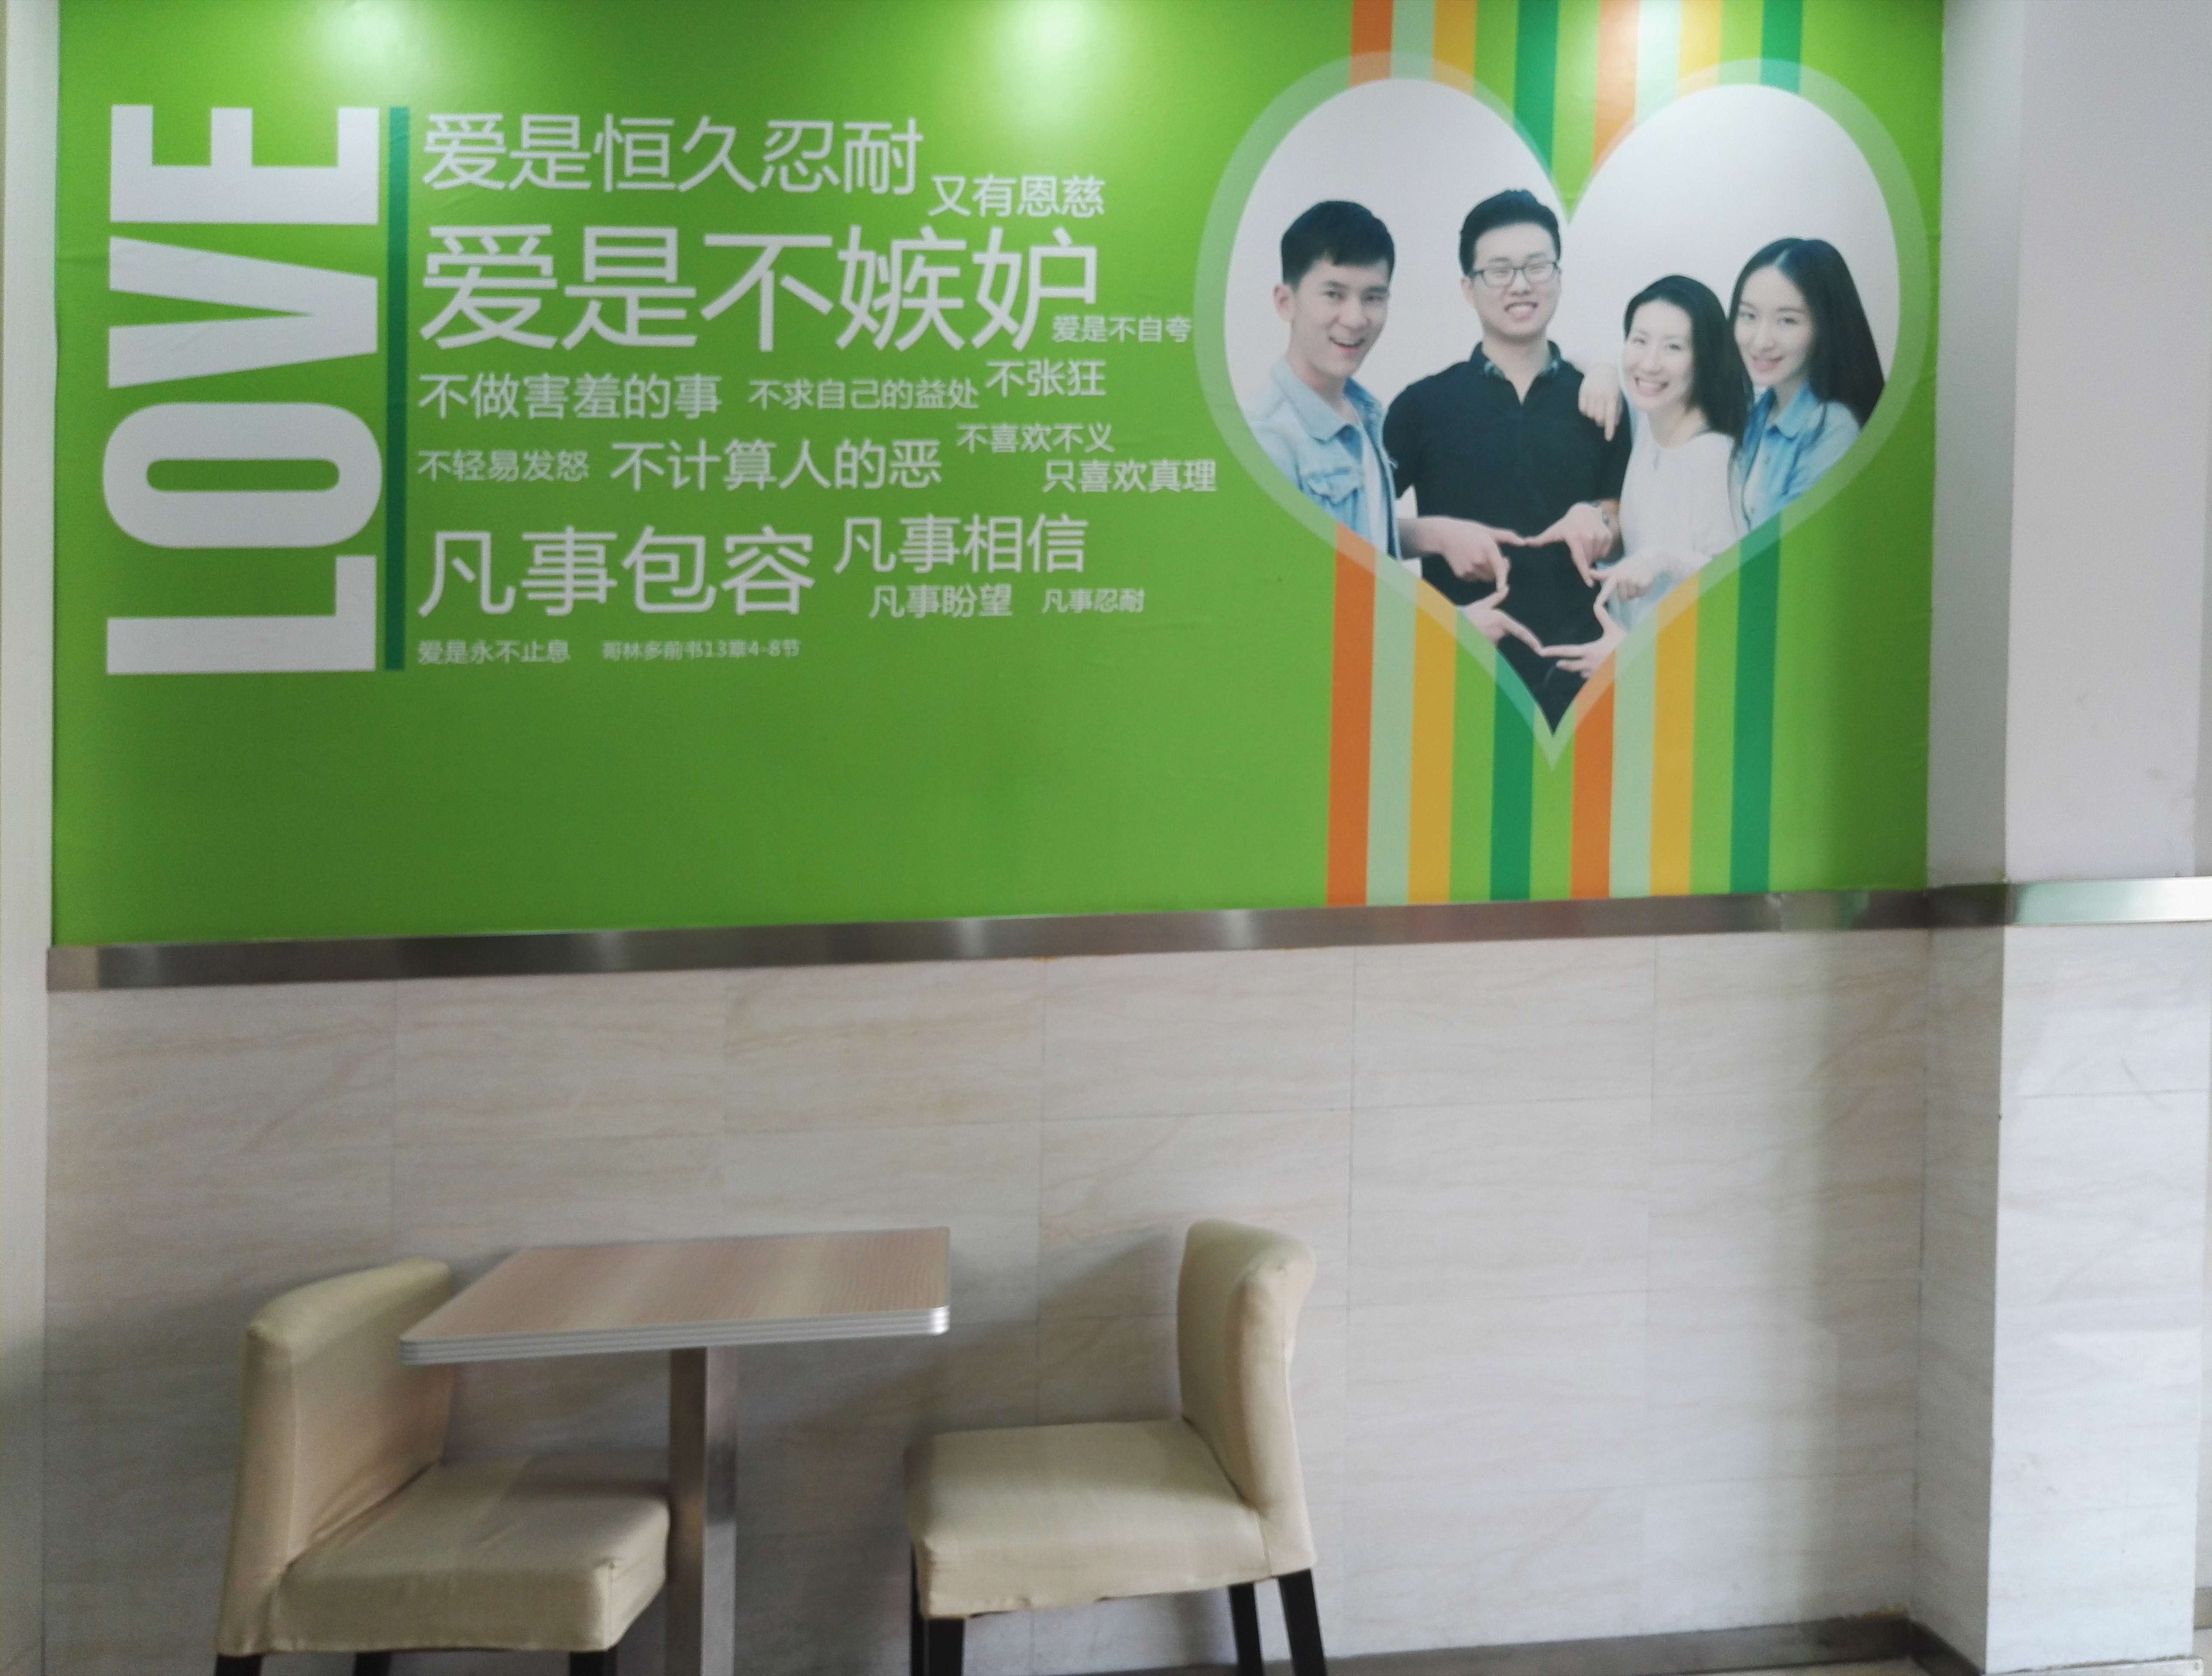 LOVE
爱是恒久忍耐
又有恩慈
爱是不嫉妒
爱是不自夸
不做害羞的事 不求自己的益处 不张狂
不轻易发怒 不计算人的恶 不喜欢不义
只喜欢真理
凡事包容 凡事相信
凡事盼望 凡事忍耐
爱是永不止息 哥林多前书13章4-8节